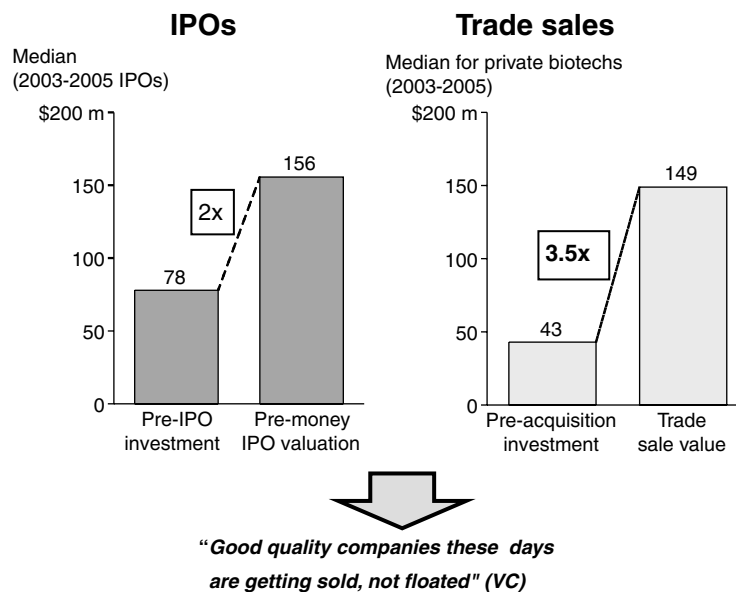 IPOs
Median
(2003-2005 IPOs)
$200 m
150
100
50
0
78
2x
156
Pre-IPO
investment
Pre-money
IPO valuation
Trade sales
Median for private biotechs
(2003-2005)
$200 m
150
100
50
0
43
3.5x
149
Pre-acquisition
investment
Trade
sale value
“Good quality companies these days
are getting sold, not floated" (VC)